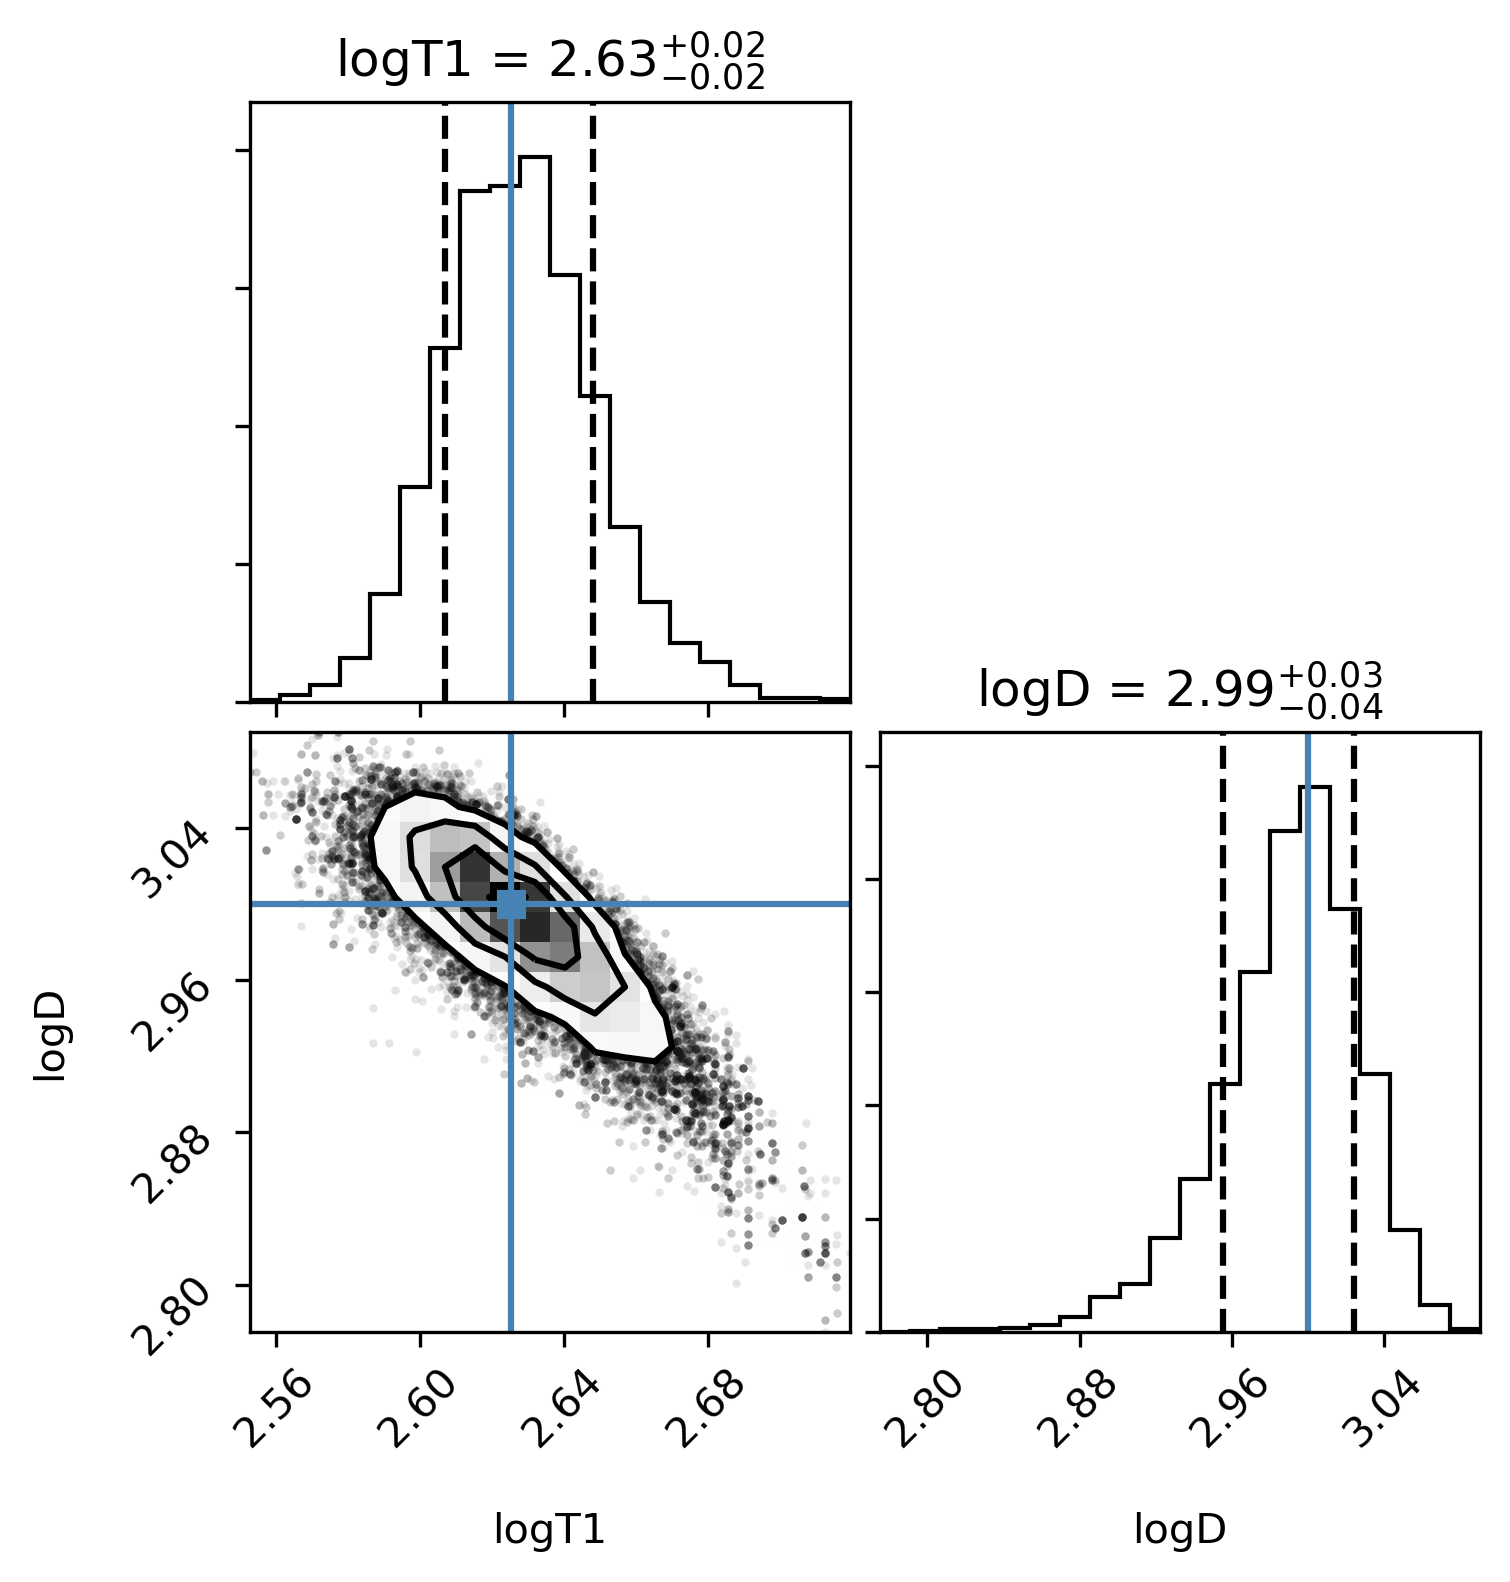 logT1 = 2.63+0.02−0.02
logD = 2.99+0.03−0.04
logD
3.04
2.96
2.88
2.80
2.56 2.60 2.64 2.68
2.80 2.88 2.96 3.04
logT1
logD